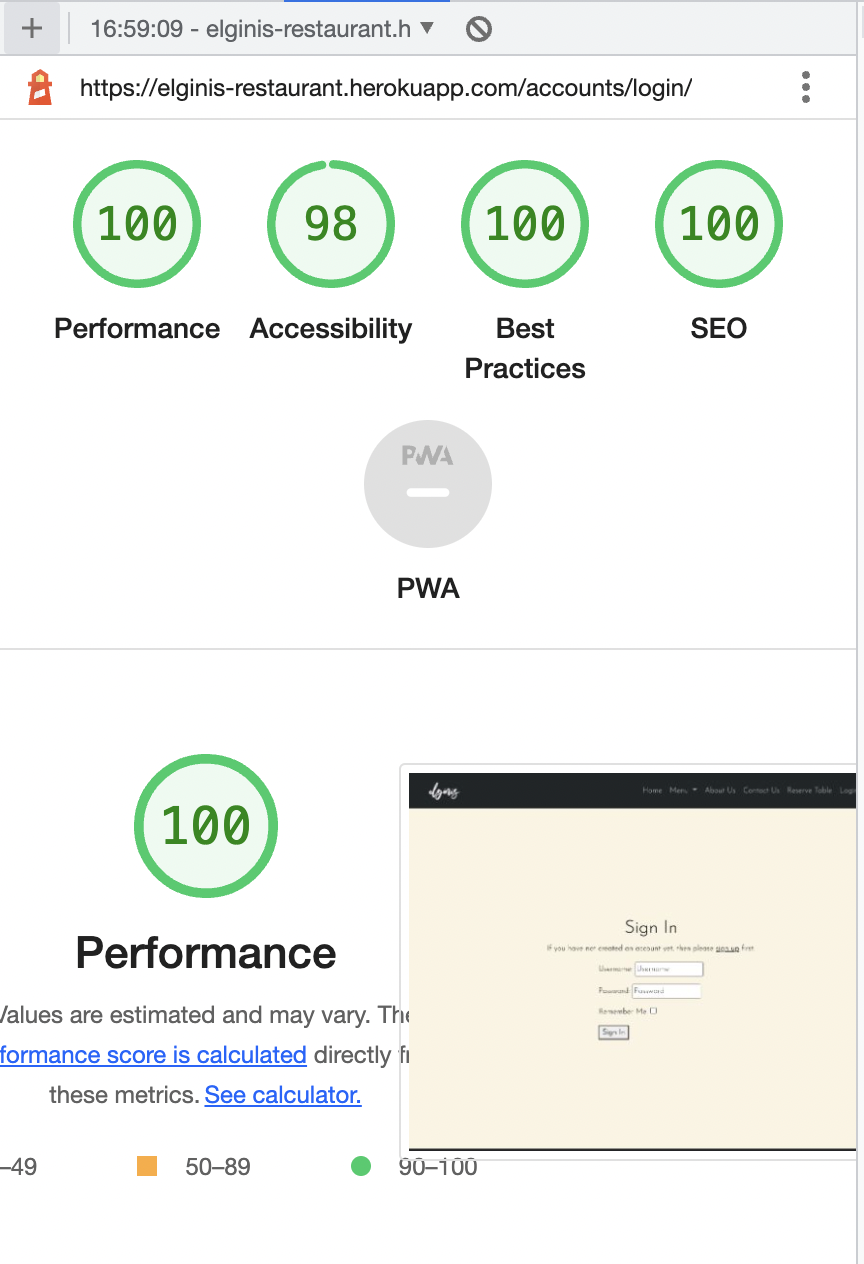 16:59:09 - elginis-restaurant.h
https://elginis-restaurant.herokuapp.com/accounts/login/
100 98 100 100
Performance Accessibility Best Practices SEO
PWA
PWA
100
Performance
Values are estimated and may vary. The
formance score is calculated directly fr
these metrics. See calculator.
–49 50–89 90–100
Home Menu About Us Contact Us Reserve Table Login
Sign In
If you have not created an account yet, then please sign up first.
Username: Username
Password: Password
Remember Me:
Sign In